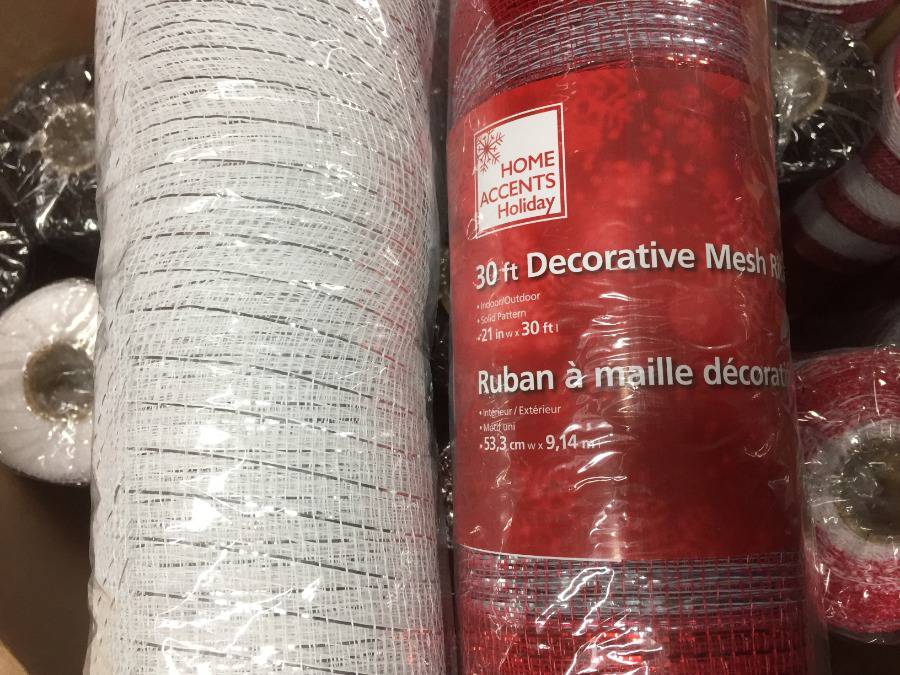 HOME
ACCENTS
Holiday
30 ft Decorative Mesh
• Indoor/Outdoor
• Solid Pattern
• 21 in w x 30 ft l
Ruban à maille
• Intérieur / Extérieur
• Motif uni
• 53,3 cm w x 9,14 m